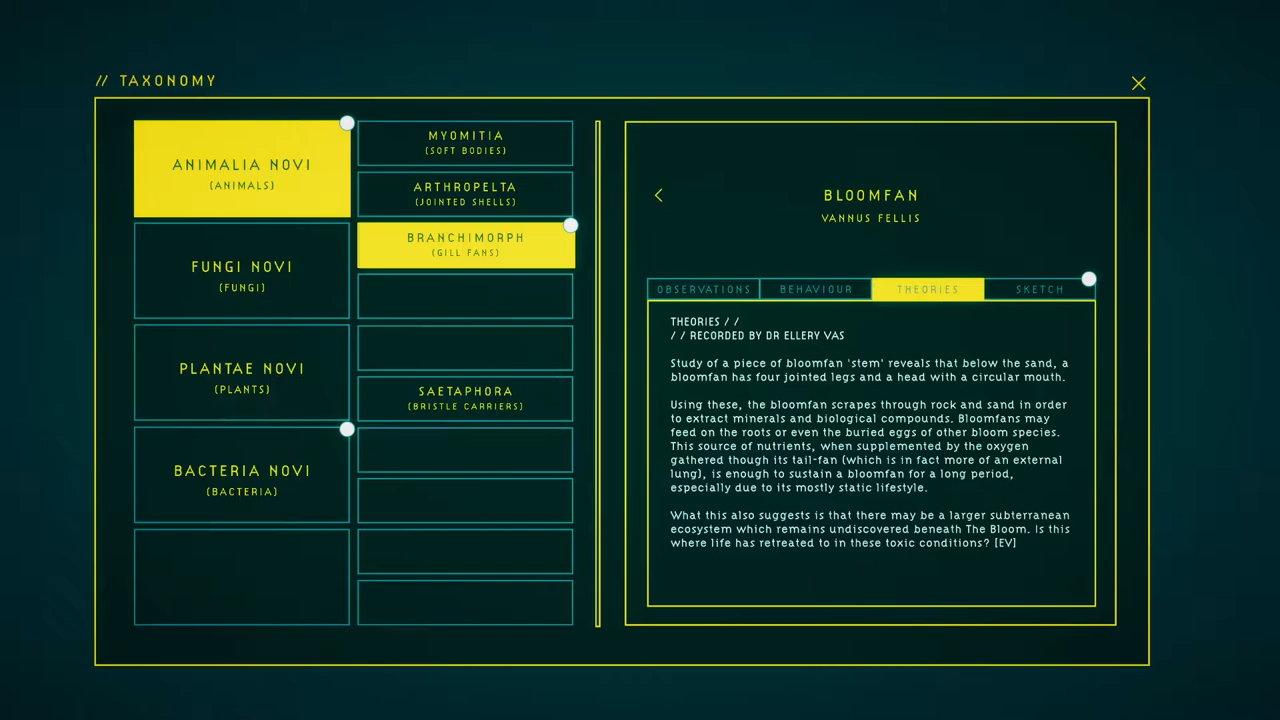 // TAXONOMY
ANIMALIA NOVI
(ANIMALS)
FUNGI NOVI
(FUNGI)
PLANTAE NOVI
(PLANTS)
BACTERIA NOVI
(BACTERIA)
MYOMITIA
(SOFT BODIES)
ARTHROPELTA
(JOINTED SHELLS)
BRANCHIMORPH
(GILL FANS)
SAETAPHORA
(BRISTLE CARRIERS)
BLOOMFAN
VANNUS FELLIS
OBSERVATIONS BEHAVIOUR THEORIES SKETCH
THEORIES / /
/ / RECORDED BY DR ELLERY VAS
Study of a piece of bloomfan 'stem' reveals that below the sand, a
bloomfan has four jointed legs and a head with a circular mouth.
Using these, the bloomfan scrapes through rock and sand in order
to extract minerals and biological compounds. Bloomfans may
feed on the roots or even the buried eggs of other bloom species.
This source of nutrients, when supplemented by the oxygen
gathered though its tail-fan (which is in fact more of an external
lung), is enough to sustain a bloomfan for a long period,
especially due to its mostly static lifestyle.
What this also suggests is that there may be a larger subterranean
ecosystem which remains undiscovered beneath The Bloom. Is this
where life has retreated to in these toxic conditions? [EV]